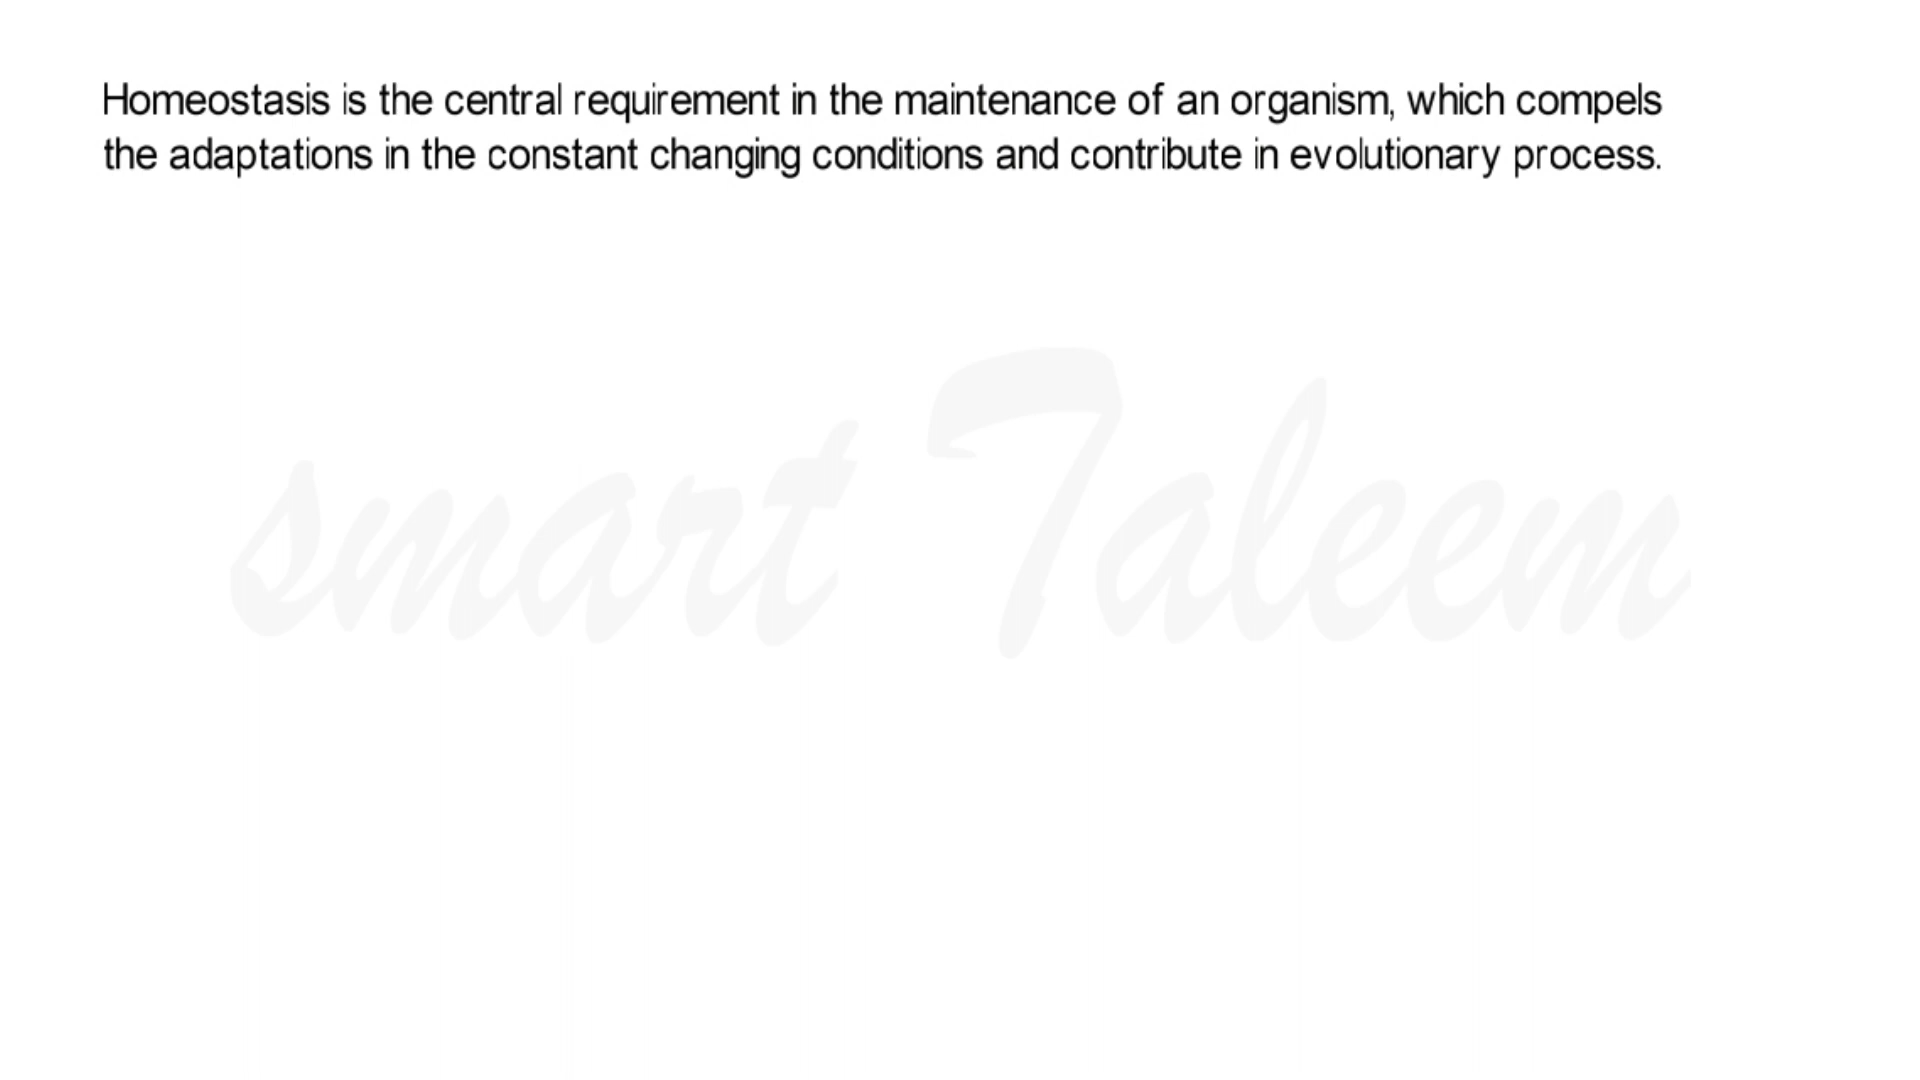 Homeostasis is the central requirement in the maintenance of an organism, which compels
the adaptations in the constant changing conditions and contribute in evolutionary process.
smart Taleem